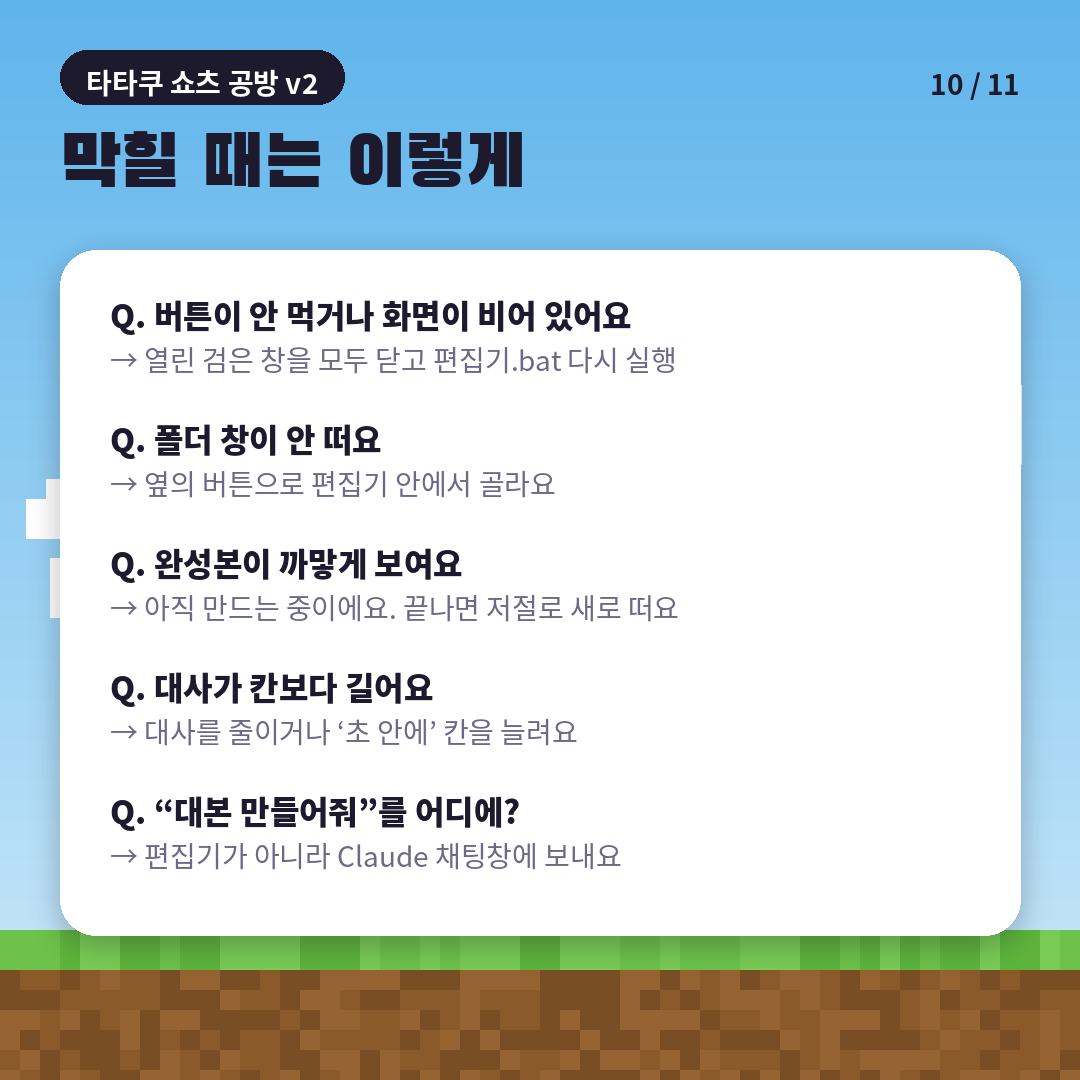 타타쿠 쇼츠 공방 v2
10 / 11
막힐 때는 이렇게
Q. 버튼이 안 먹거나 화면이 비어 있어요
→ 열린 검은 창을 모두 닫고 편집기.bat 다시 실행
Q. 폴더 창이 안 떠요
→ 옆의 버튼으로 편집기 안에서 골라요
Q. 완성본이 까맣게 보여요
→ 아직 만드는 중이에요. 끝나면 저절로 새로 떠요
Q. 대사가 칸보다 길어요
→ 대사를 줄이거나 ‘초 안에’ 칸을 늘려요
Q. “대본 만들어줘”를 어디에?
→ 편집기가 아니라 Claude 채팅창에 보내요